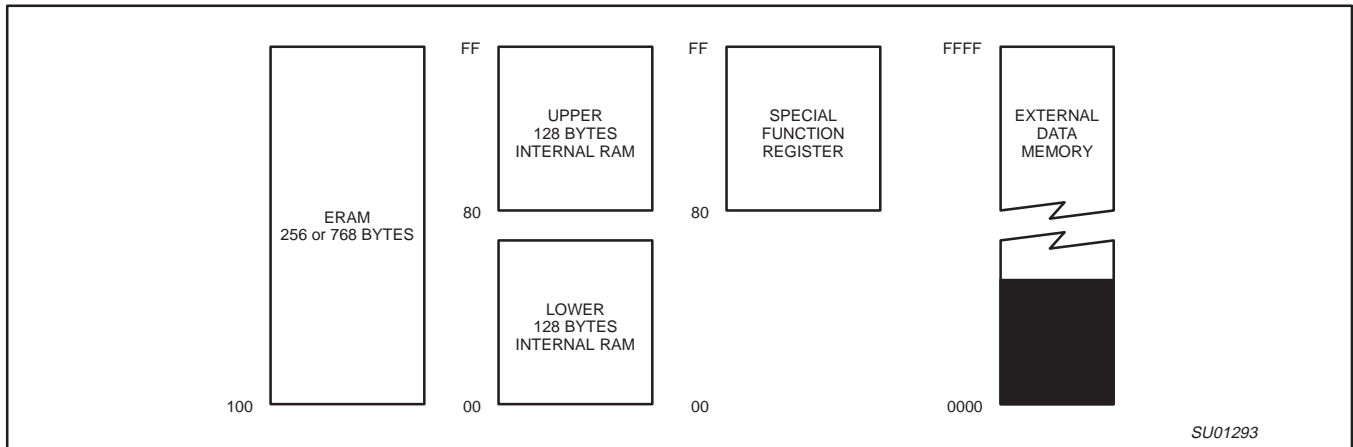 FF
FF
FFFF
UPPER
128 BYTES
INTERNAL RAM
SPECIAL
FUNCTION
REGISTER
EXTERNAL
DATA
MEMORY
ERAM
256 or 768 BYTES
80
80
LOWER
128 BYTES
INTERNAL RAM
100
00
00
0000
SU01293